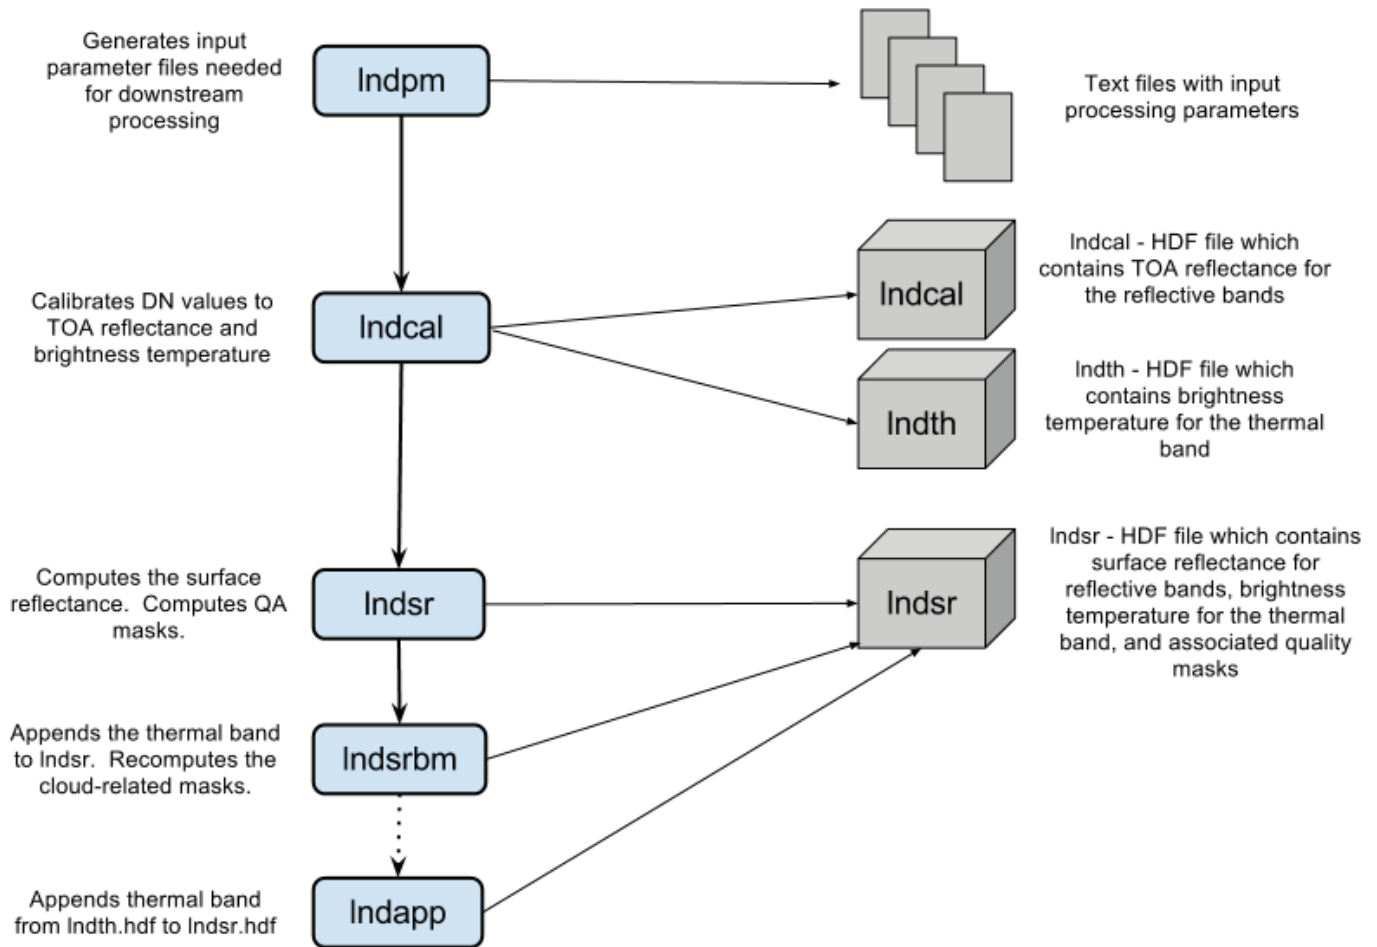 Generates input
parameter files needed
for downstream
processing
lndpm
Text files with input
processing parameters
Calibrates DN values to
TOA reflectance and
brightness temperature
lndcal
lndcal
lndcal - HDF file which
contains TOA reflectance for
the reflective bands
lndth
lndth - HDF file which
contains brightness
temperature for the thermal
band
Computes the surface
reflectance.  Computes QA
masks.
lndsr
lndsr
lndsr - HDF file which contains
surface reflectance for
reflective bands, brightness
temperature for the thermal
band, and associated quality
masks
Appends the thermal band
to lndsr.  Recomputes the
cloud-related masks.
lndsrbm
Appends thermal band
from lndth.hdf to lndsr.hdf
lndapp